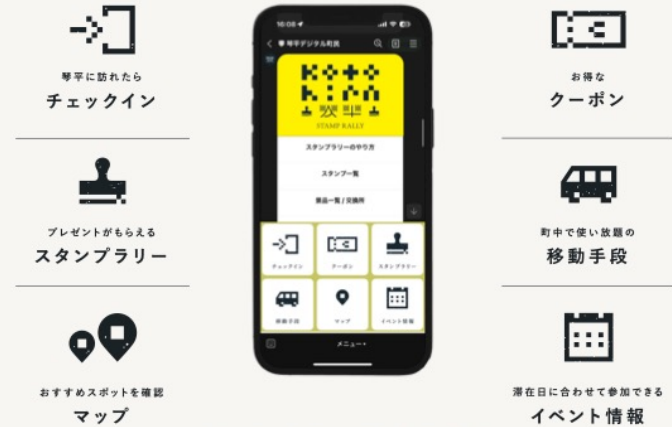 琴平に訪れたら
チェックイン
プレゼントがもらえる
スタンプラリー
おすすめスポットを確認
マップ
16:08
琴平デジタル町民
STAMP RALLY
スタンプラリーのやり方
スタンプ一覧
景品一覧 / 交換所
チェックイン
クーポン
スタンプラリー
移動手段
マップ
イベント情報
メニュー
お得な
クーポン
町中で使い放題の
移動手段
滞在日に合わせて参加できる
イベント情報